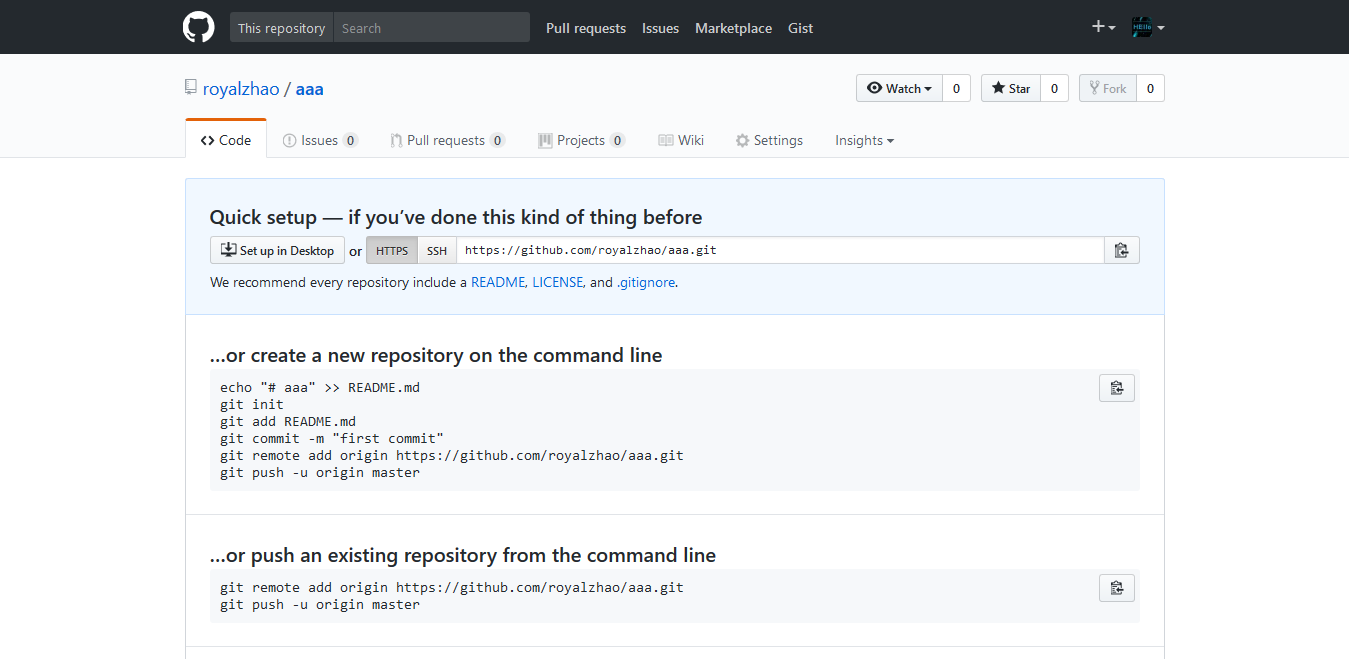 This repository Search Pull requests Issues Marketplace Gist
royalzhao / aaa
Watch 0 Star 0 Fork 0
Code Issues 0 Pull requests 0 Projects 0 Wiki Settings Insights
Quick setup — if you’ve done this kind of thing before
Set up in Desktop or HTTPS SSH https://github.com/royalzhao/aaa.git
We recommend every repository include a README, LICENSE, and .gitignore.
…or create a new repository on the command line
echo "# aaa" >> README.md
git init
git add README.md
git commit -m "first commit"
git remote add origin https://github.com/royalzhao/aaa.git
git push -u origin master
…or push an existing repository from the command line
git remote add origin https://github.com/royalzhao/aaa.git
git push -u origin master